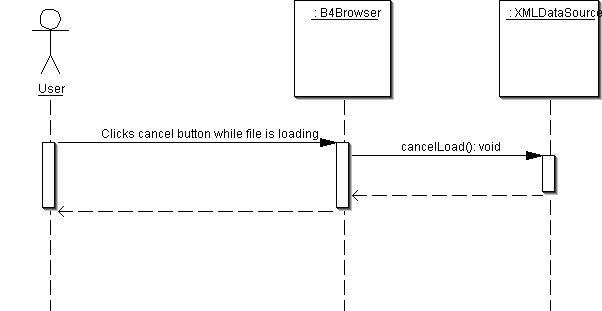 : B4Browser
: XMLDataSource
User
Clicks cancel button while file is loading
cancelLoad(): void